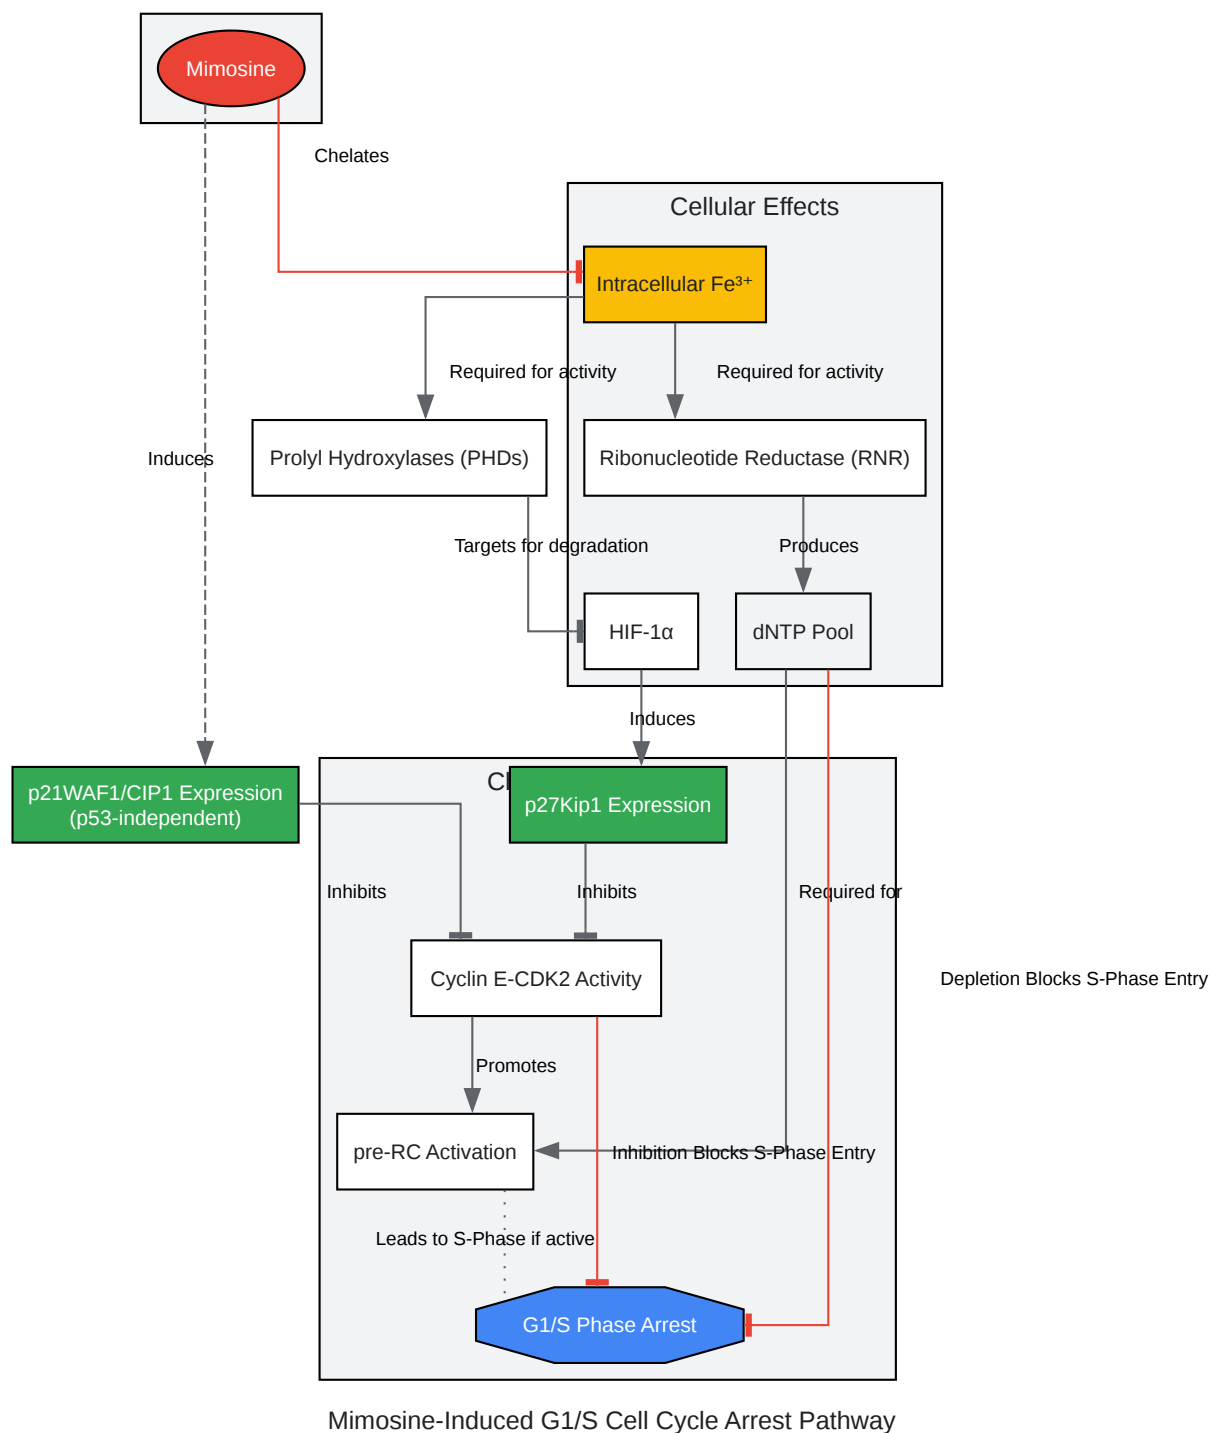 Mimosine
Chelates
Cellular Effects
Intracellular Fe³⁺
Required for activity
Required for activity
Prolyl Hydroxylases (PHDs)
Ribonucleotide Reductase (RNR)
Induces
Targets for degradation
Produces
HIF-1α
dNTP Pool
Induces
p21WAF1/CIP1 Expression
(p53-independent)
p27Kip1 Expression
Inhibits
Inhibits
Required for
Cyclin E-CDK2 Activity
Depletion Blocks S-Phase Entry
Promotes
pre-RC Activation
Inhibition Blocks S-Phase Entry
Leads to S-Phase if active
G1/S Phase Arrest
Mimosine-Induced G1/S Cell Cycle Arrest Pathway